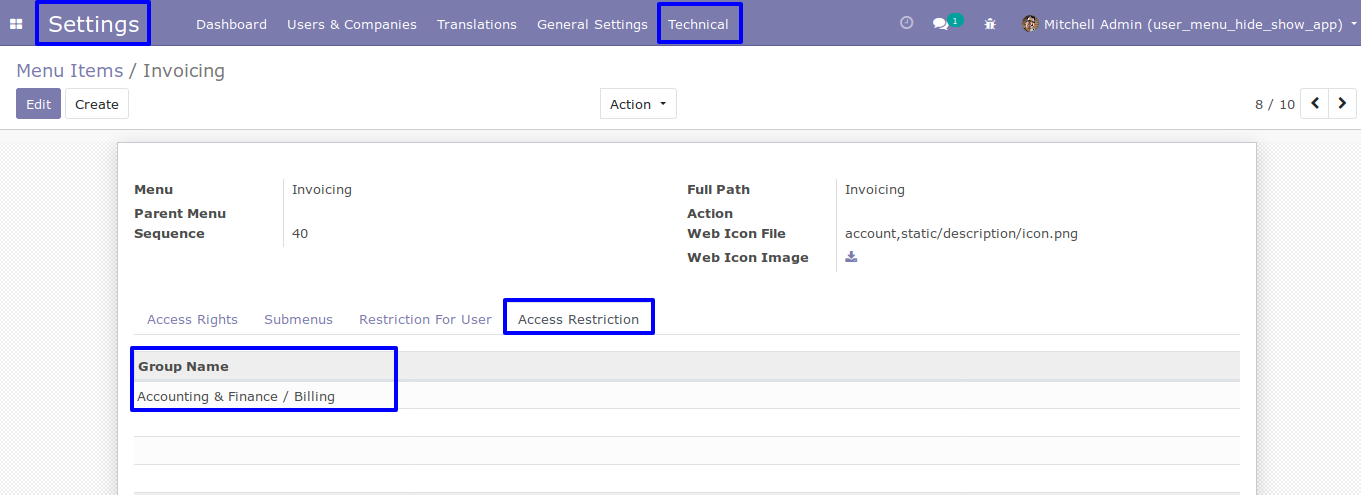 Settings Dashboard Users & Companies Translations General Settings Technical 1 Mitchell Admin (user_menu_hide_show_app)
Menu Items / Invoicing
Edit Create Action 8 / 10
Menu Invoicing Full Path Invoicing
Parent Menu Action
Sequence 40 Web Icon File account,static/description/icon.png
Web Icon Image
Access Rights Submenus Restriction For User Access Restriction
Group Name
Accounting & Finance / Billing